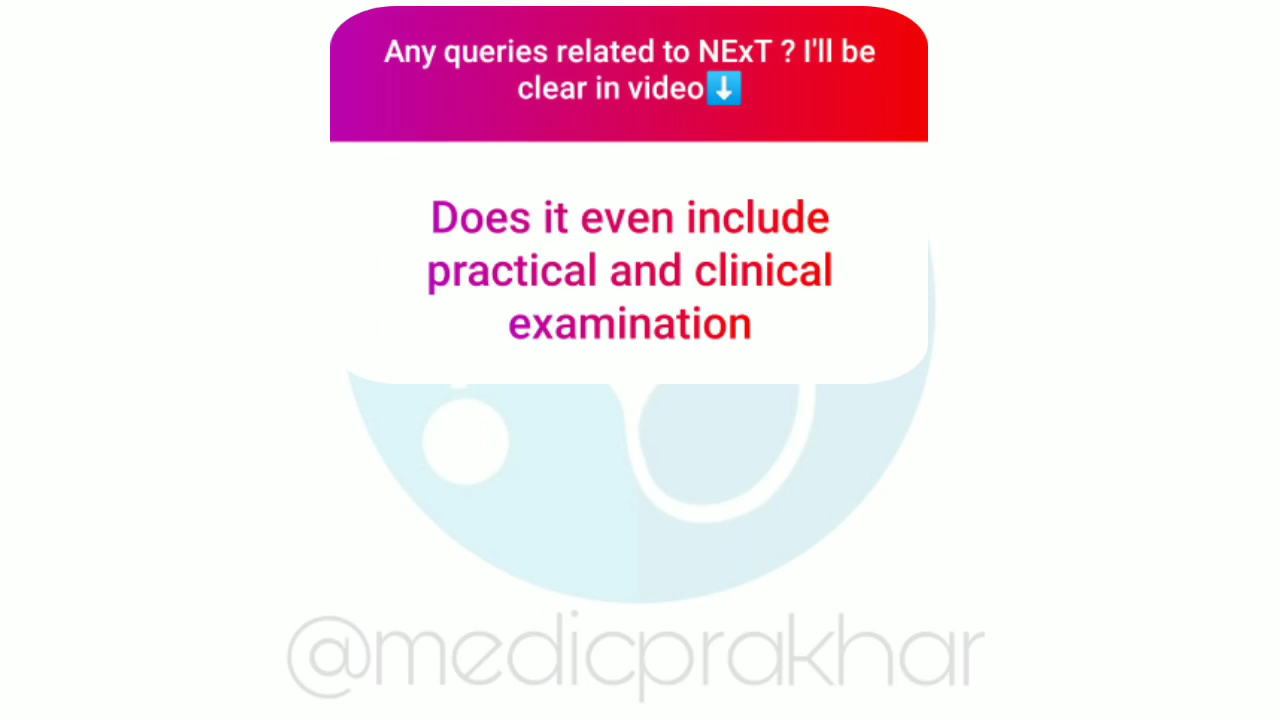 Any queries related to NExT ? I'll be
clear in video⬇️
Does it even include
practical and clinical
examination
@medicprakhar